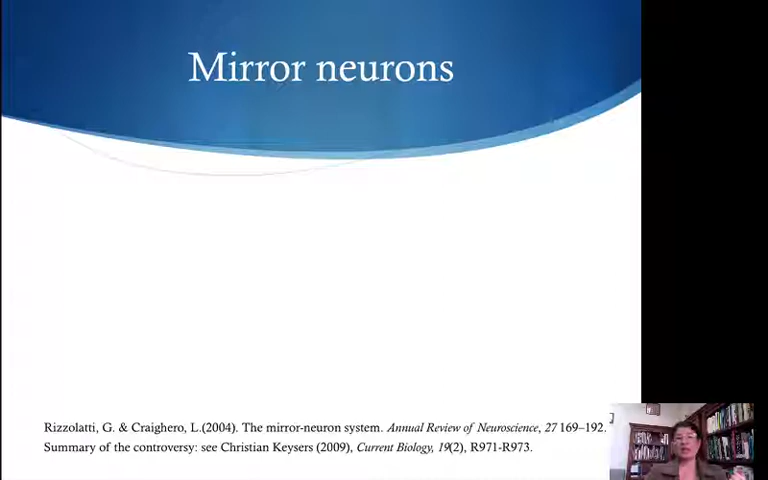 Mirror neurons
Rizzolatti, G. & Craighero, L.(2004). The mirror-neuron system. Annual Review of Neuroscience, 27 169–192.
Summary of the controversy: see Christian Keysers (2009), Current Biology, 19(2), R971-R973.